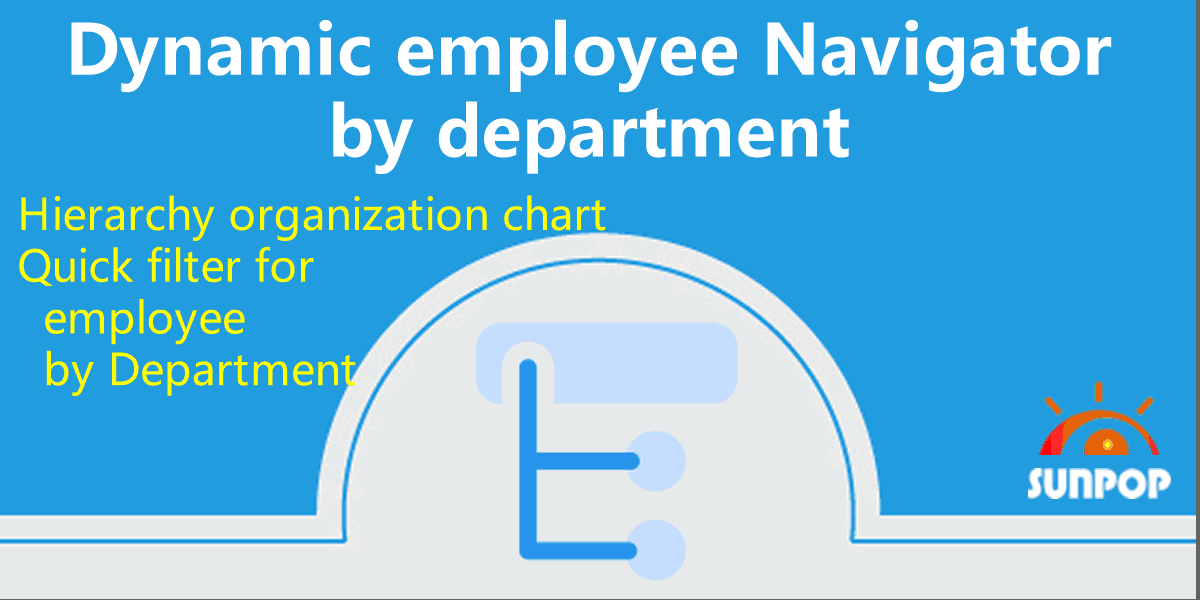 Dynamic employee Navigator
by department
Hierarchy organization chart
Quick filter for
employee
by Department
SUNPOP